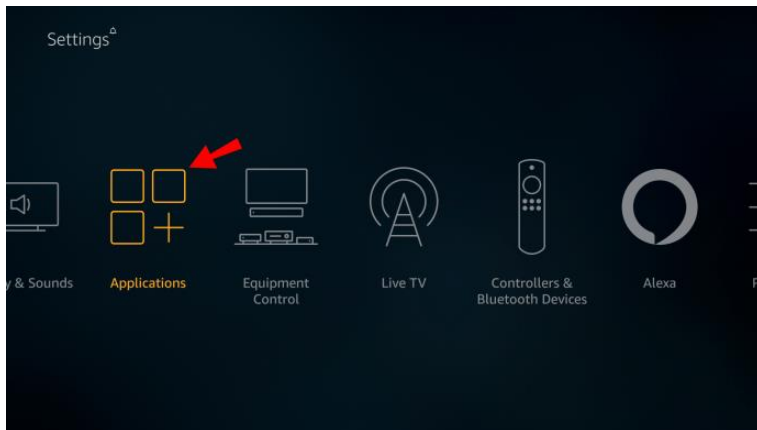 Settings
y & Sounds
Applications
Equipment
Control
Live TV
Controllers &
Bluetooth Devices
Alexa